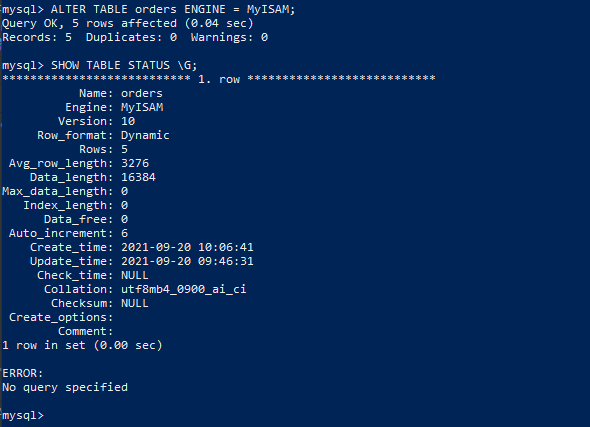 mysql> ALTER TABLE orders ENGINE = MyISAM;
Query OK, 5 rows affected (0.04 sec)
Records: 5  Duplicates: 0  Warnings: 0

mysql> SHOW TABLE STATUS \G;
*************************** 1. row ***************************
           Name: orders
         Engine: MyISAM
        Version: 10
     Row_format: Dynamic
           Rows: 5
 Avg_row_length: 3276
    Data_length: 16384
Max_data_length: 0
   Index_length: 0
      Data_free: 0
 Auto_increment: 6
    Create_time: 2021-09-20 10:06:41
    Update_time: 2021-09-20 09:46:31
     Check_time: NULL
      Collation: utf8mb4_0900_ai_ci
       Checksum: NULL
 Create_options:
        Comment:
1 row in set (0.00 sec)

ERROR:
No query specified

mysql>